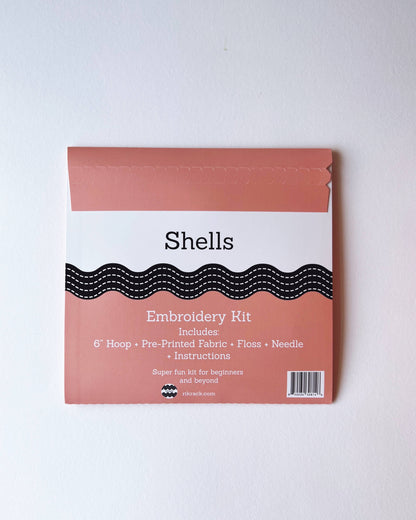 Shells
Embroidery Kit
Includes:
6" Hoop + Pre-Printed Fabric + Floss + Needle
+ Instructions
Super fun kit for beginners
and beyond
rikrack.com